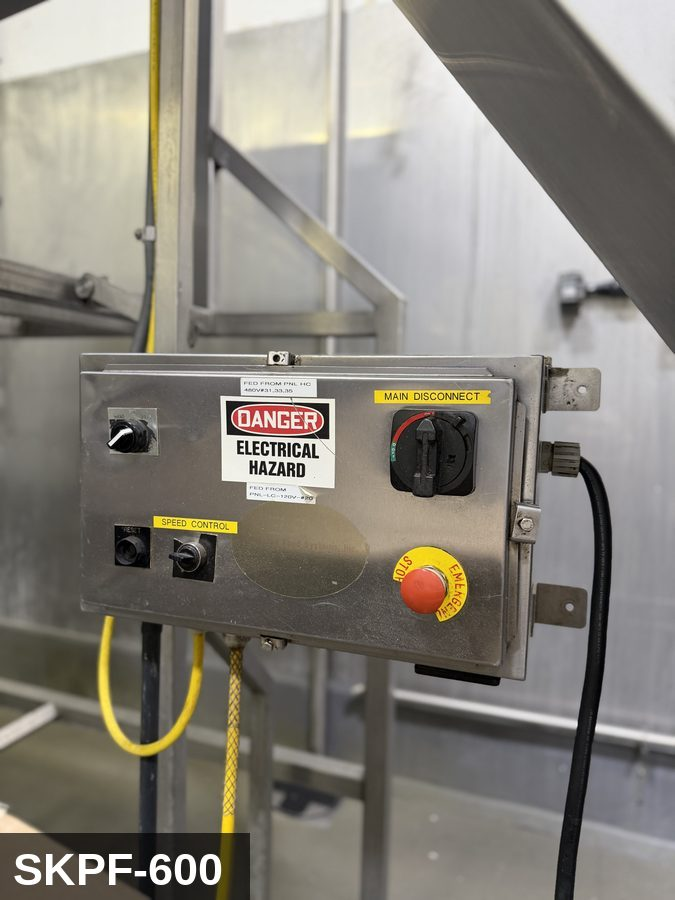 FED FROM PNL HC
480V#31,33,35
MAIN DISCONNECT
DANGER
ELECTRICAL
HAZARD
FED FROM
PNL-LC-120V-#20
SPEED CONTROL
RESET
EMERGENCY
STOP
SKPF-600